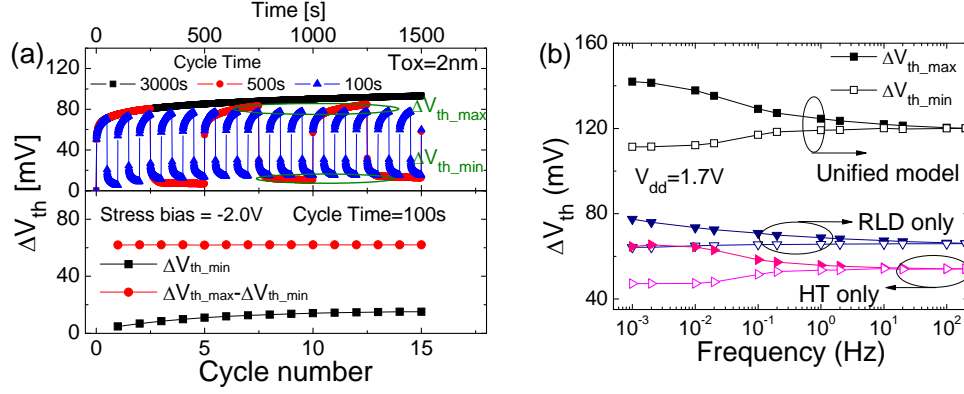 Time [s]
0 500 1000 1500
(a)
Cycle Time
Tox=2nm
3000s 500s 100s
ΔVth_max
ΔVth_min
120
80
40
0
ΔVth [mV]
Stress bias = -2.0V Cycle Time=100s
ΔVth_min
ΔVth_max-ΔVth_min
80
40
0
0 5 10 15
Cycle number
(b)
160
120
80
40
ΔVth (mV)
ΔVth_max
ΔVth_min
Vdd=1.7V
Unified model
RLD only
HT only
10-3 10-2 10-1 100 101 102
Frequency (Hz)